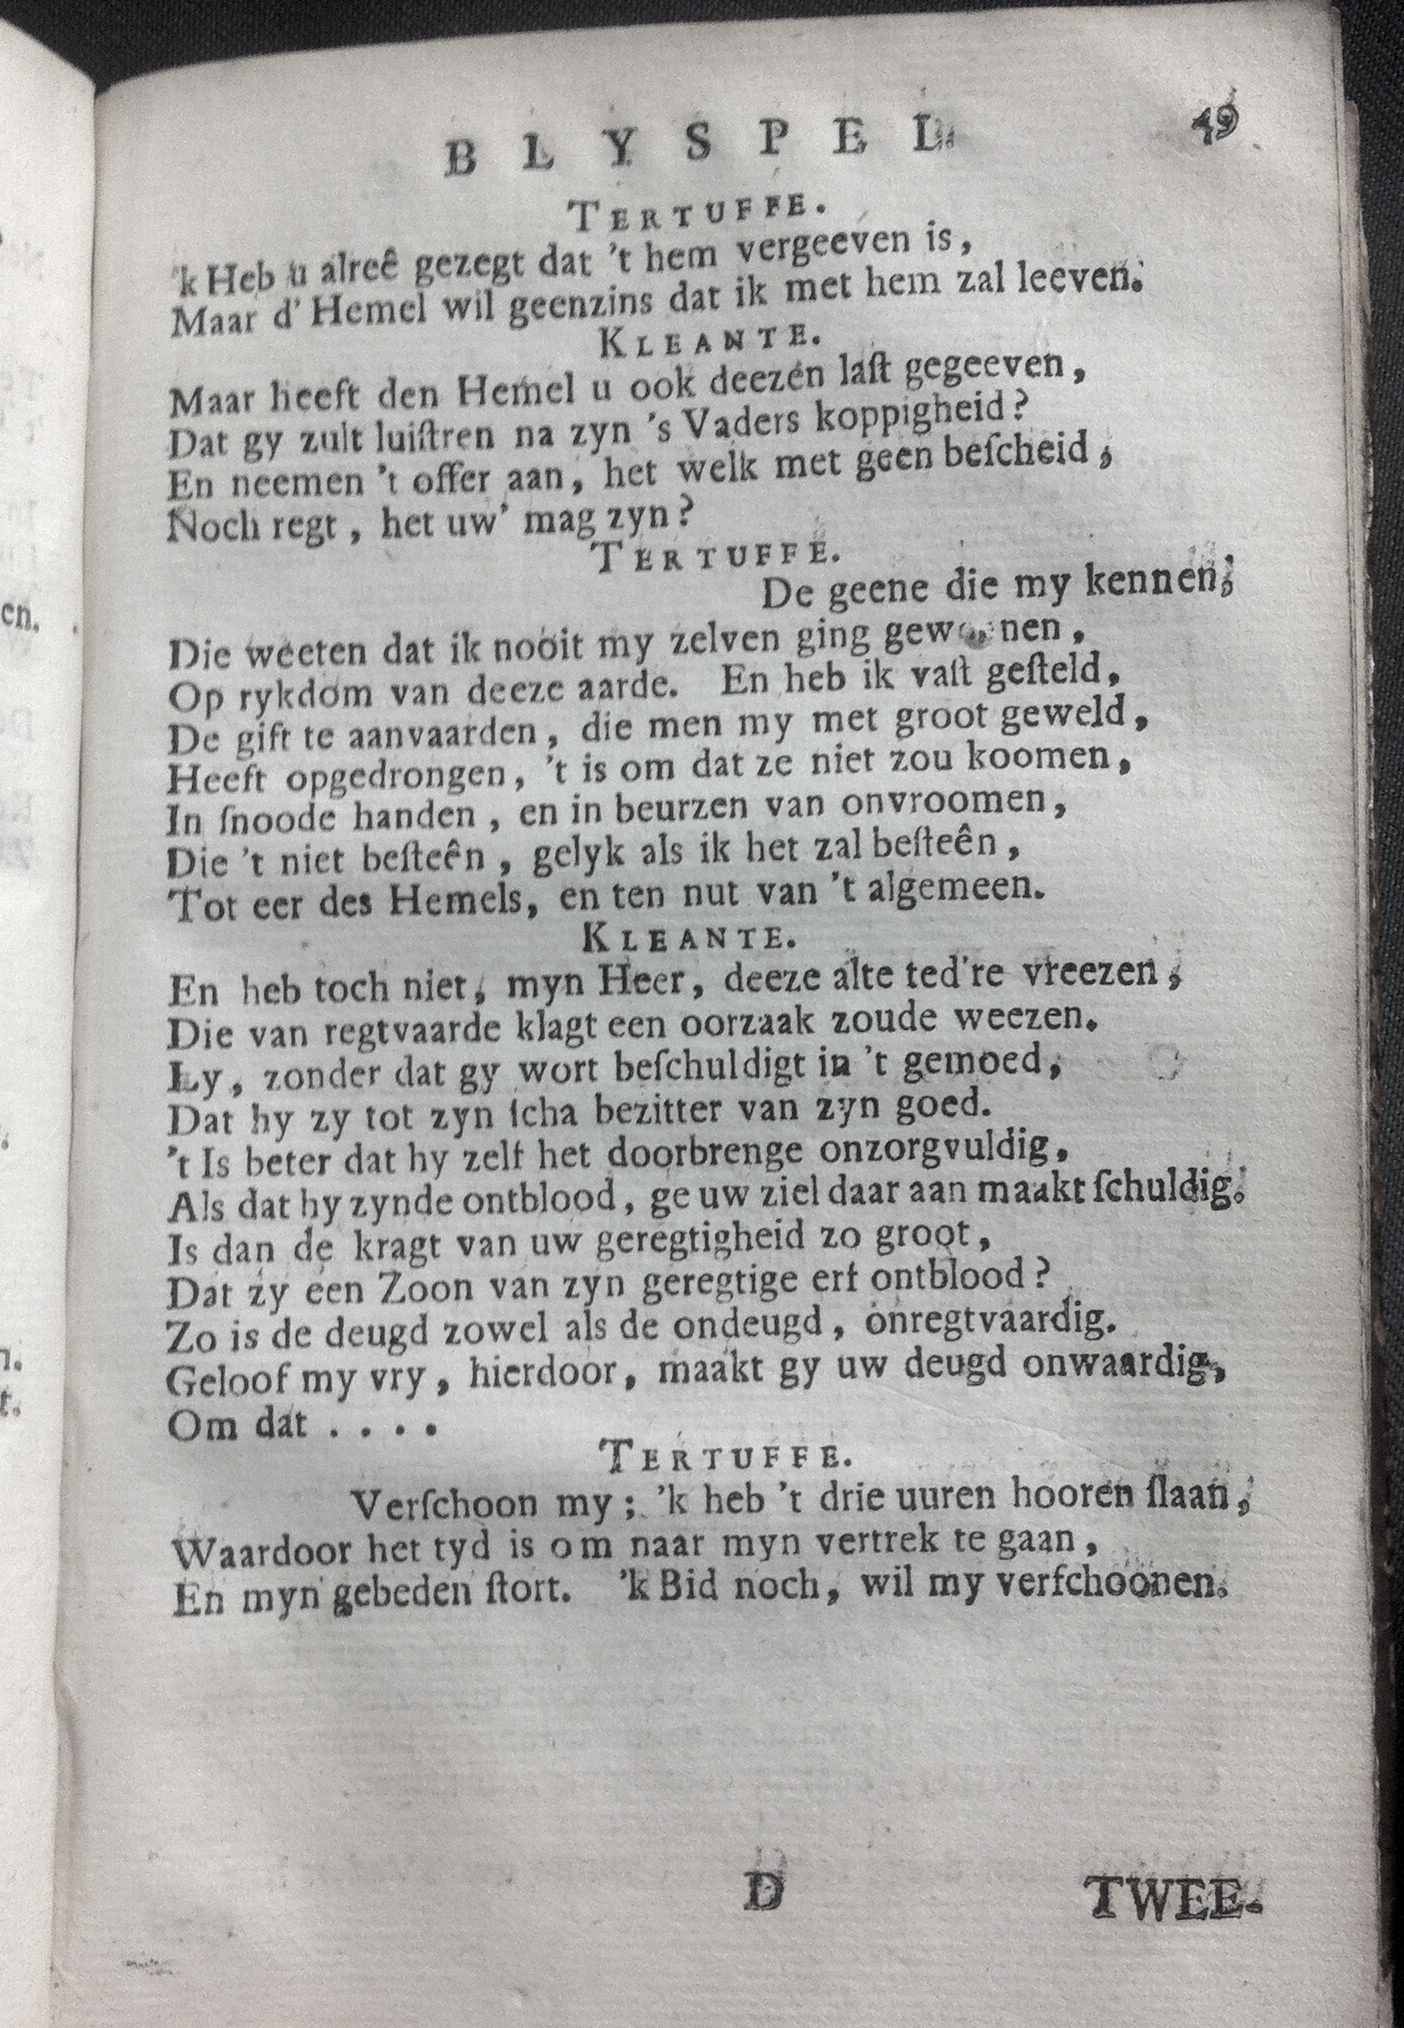 BLYSPEL. 49
TERTUFFE.
'k Heb u alreê gezegt dat 't hem vergeeven is,
Maar d' Hemel wil geenzins dat ik met hem zal leeven.
KLEANTE.
Maar heeft den Hemel u ook deezen laſt gegeeven,
Dat gy zult luiſtren na zyn 's Vaders koppigheid?
En neemen 't offer aan, het welk met geen beſcheid,
Noch regt, het uw' mag zyn?
TERTUFFE.
De geene die my kennen,
Die weeten dat ik nooit my zelven ging
Op rykdom van deeze aarde. En heb ik vaſt geſteld,
De gift te aanvaarden, die men my met groot geweld,
Heeft opgedrongen, 't is om dat ze niet zou koomen,
In ſnoode handen, en in beurzen van onvroomen,
Die 't niet beſteên, gelyk als ik het zal beſteên,
Tot eer des Hemels, en ten nut van 't algemeen.
KLEANTE.
En heb toch niet, myn Heer, deeze alte ted're vreezen,
Die van regtvaarde klagt een oorzaak zoude weezen.
Ly, zonder dat gy wort beſchuldigt in 't gemoed,
Dat hy zy tot zyn ſcha bezitter van zyn goed.
't Is beter dat hy zelf het doorbrenge onzorgvuldig,
Als dat hy zynde ontblood, ge uw ziel daar aan maakt ſchuldig.
Is dan de kragt van uw geregtigheid zo groot,
Dat zy een Zoon van zyn geregtige erf ontblood?
Zo is de deugd zowel als de ondeugd, onregtvaardig.
Geloof my vry, hierdoor, maakt gy uw deugd onwaardig,
Om dat . . . .
TERTUFFE.
Verſchoon my; 'k heb 't drie uuren hooren ſlaan,
Waardoor het tyd is om naar myn vertrek te gaan,
En myn gebeden ſtort. 'k Bid noch, wil my verſchoonen.
D TWEE-
en.
n.
t.